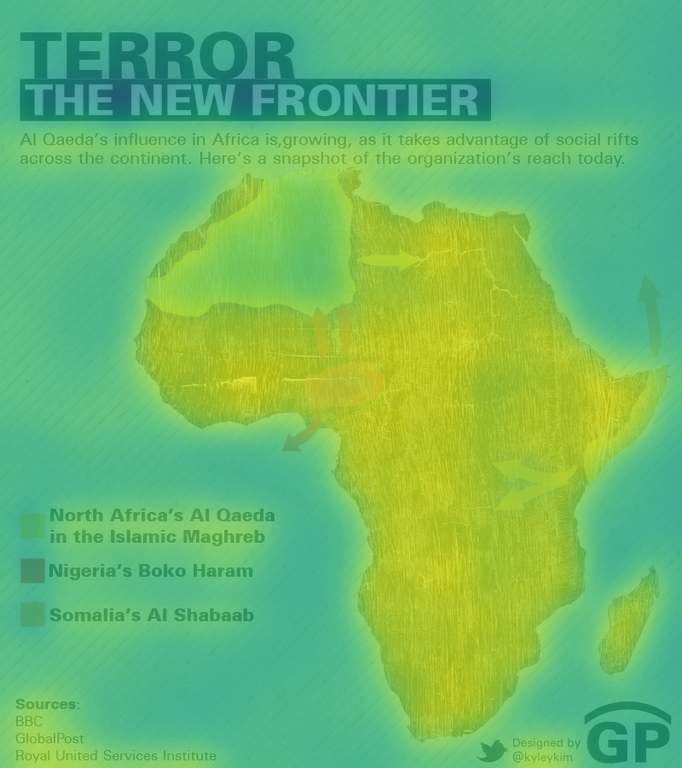 TERROR
THE NEW FRONTIER
Al Qaeda's influence in Africa is,growing, as it takes advantage of social rifts
across the continent. Here's a snapshot of the organization's reach today.
North Africa's Al Qaeda
in the Islamic Maghreb
Nigeria's Boko Haram
Somalia's Al Shabaab
Sources:
BBC
GlobalPost
Royal United Services Institute
Designed by
@kyleykim
GP